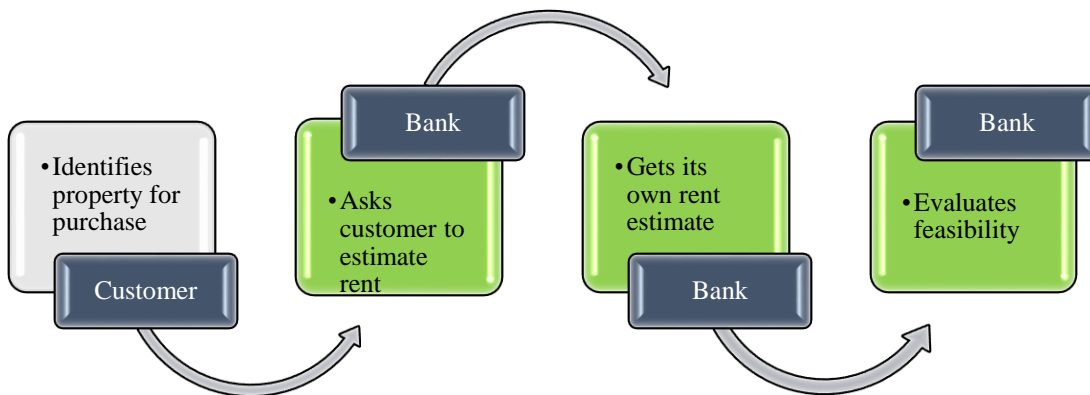 • Identifies
property for
purchase
Customer
Bank
• Asks
customer to
estimate
rent
• Gets its
own rent
estimate
Bank
Bank
• Evaluates
feasibility